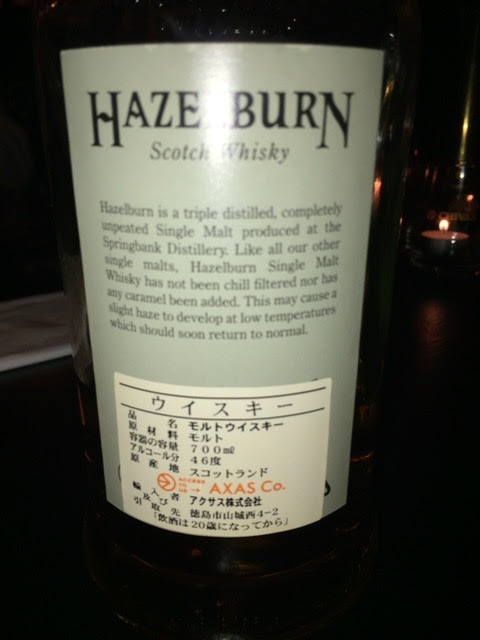 HAZELBURN
Scotch Whisky
Hazelburn is a triple distilled, completely
unpeated Single Malt produced at the
Springbank Distillery. Like all our other
single malts, Hazelburn Single Malt
Whisky has not been chill filtered nor has
any caramel been added. This may cause a
slight haze to develop at low temperatures
which should soon return to normal.
ウイスキー
品名 モルトウイスキー
原材料 モルト
容器の容量 700㎖
アルコール分 46度
原産地 スコットランド
ACCESS TO US → AXAS Co.
輸入者 アクサス株式会社
及び
引取先 徳島市山城西4-2
「飲酒は20歳になってから」